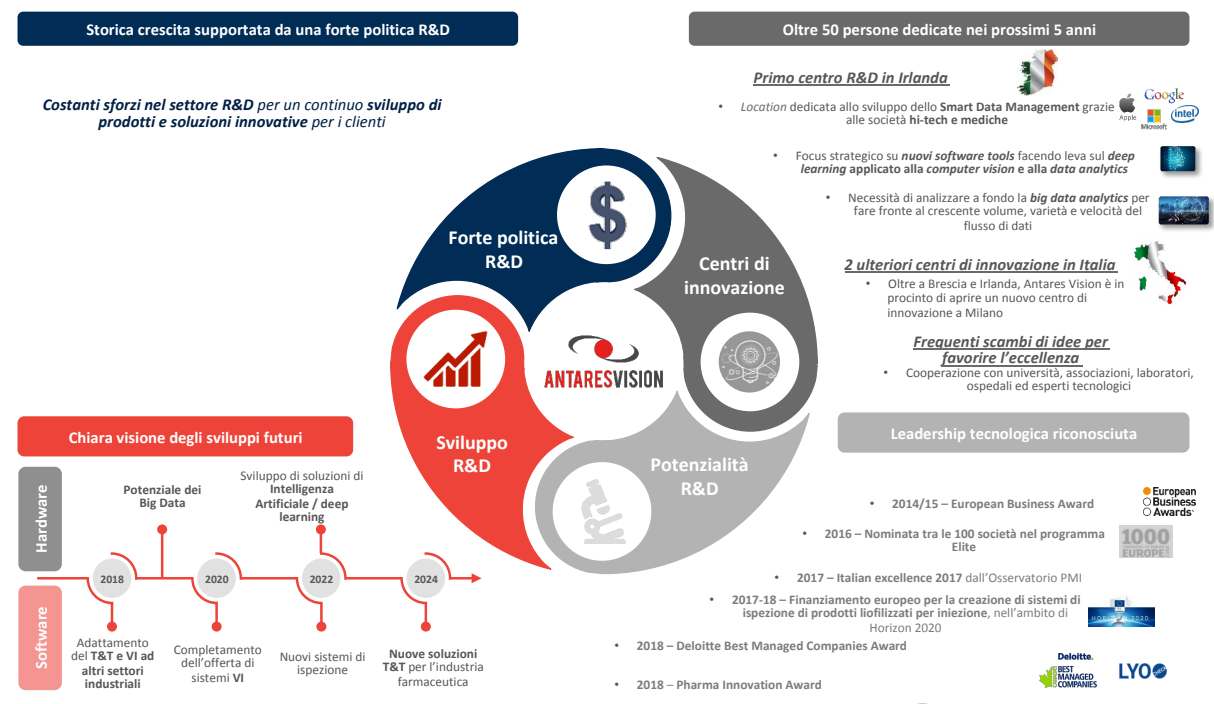 Storica crescita supportata da una forte politica R&D
Costanti sforzi nel settore R&D per un continuo sviluppo di
prodotti e soluzioni innovative per i clienti
Oltre 50 persone dedicate nei prossimi 5 anni
Primo centro R&D in Irlanda
• Location dedicata allo sviluppo dello Smart Data Management grazie
alle società hi-tech e mediche
Apple
Google
Microsoft
intel
• Focus strategico su nuovi software tools facendo leva sul deep
learning applicato alla computer vision e alla data analytics
• Necessità di analizzare a fondo la big data analytics per
fare fronte al crescente volume, varietà e velocità del
flusso di dati
2 ulteriori centri di innovazione in Italia
• Oltre a Brescia e Irlanda, Antares Vision è in
procinto di aprire un nuovo centro di
innovazione a Milano
Frequenti scambi di idee per
favorire l'eccellenza
• Cooperazione con università, associazioni, laboratori,
ospedali ed esperti tecnologici
Forte politica
R&D
$
Centri di
innovazione
ANTARESVISION
Sviluppo
R&D
Potenzialità
R&D
Chiara visione degli sviluppi futuri
Hardware
Software
Potenziale dei
Big Data
Sviluppo di soluzioni di
Intelligenza
Artificiale / deep
learning
2018
2020
2022
2024
Adattamento
del T&T e VI ad
altri settori
industriali
Completamento
dell'offerta di
sistemi VI
Nuovi sistemi di
ispezione
Nuove soluzioni
T&T per l'industria
farmaceutica
Leadership tecnologica riconosciuta
• 2014/15 – European Business Award
European
Business
Awards
• 2016 – Nominata tra le 100 società nel programma
Elite
1000
EUROPE
• 2017 – Italian excellence 2017 dall'Osservatorio PMI
• 2017-18 – Finanziamento europeo per la creazione di sistemi di
ispezione di prodotti liofilizzati per iniezione, nell'ambito di
Horizon 2020
HORIZON 2020
• 2018 – Deloitte Best Managed Companies Award
Deloitte.
BEST
MANAGED
COMPANIES
LYO
• 2018 – Pharma Innovation Award